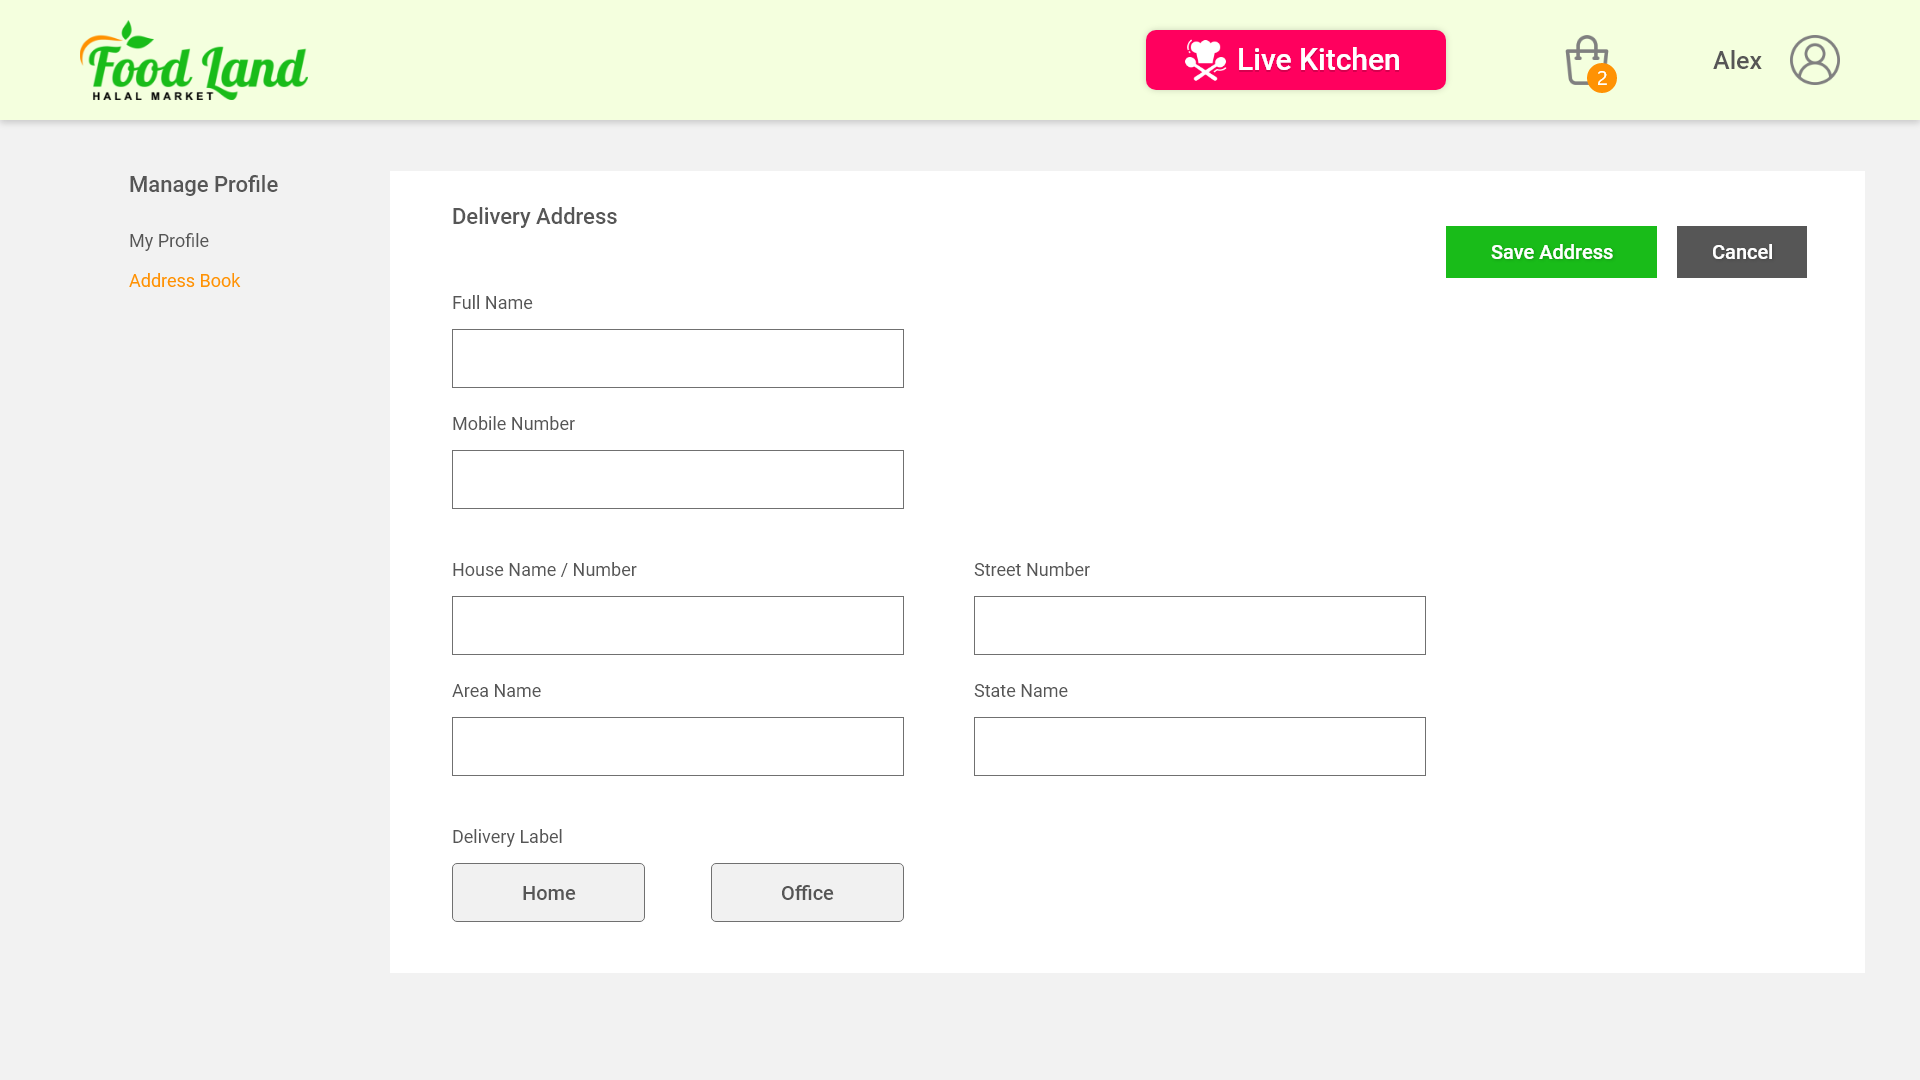 Food Land
HALAL MARKET
Live Kitchen
2
Alex
Manage Profile
My Profile
Address Book
Delivery Address
Save Address
Cancel
Full Name
Mobile Number
House Name / Number
Street Number
Area Name
State Name
Delivery Label
Home
Office